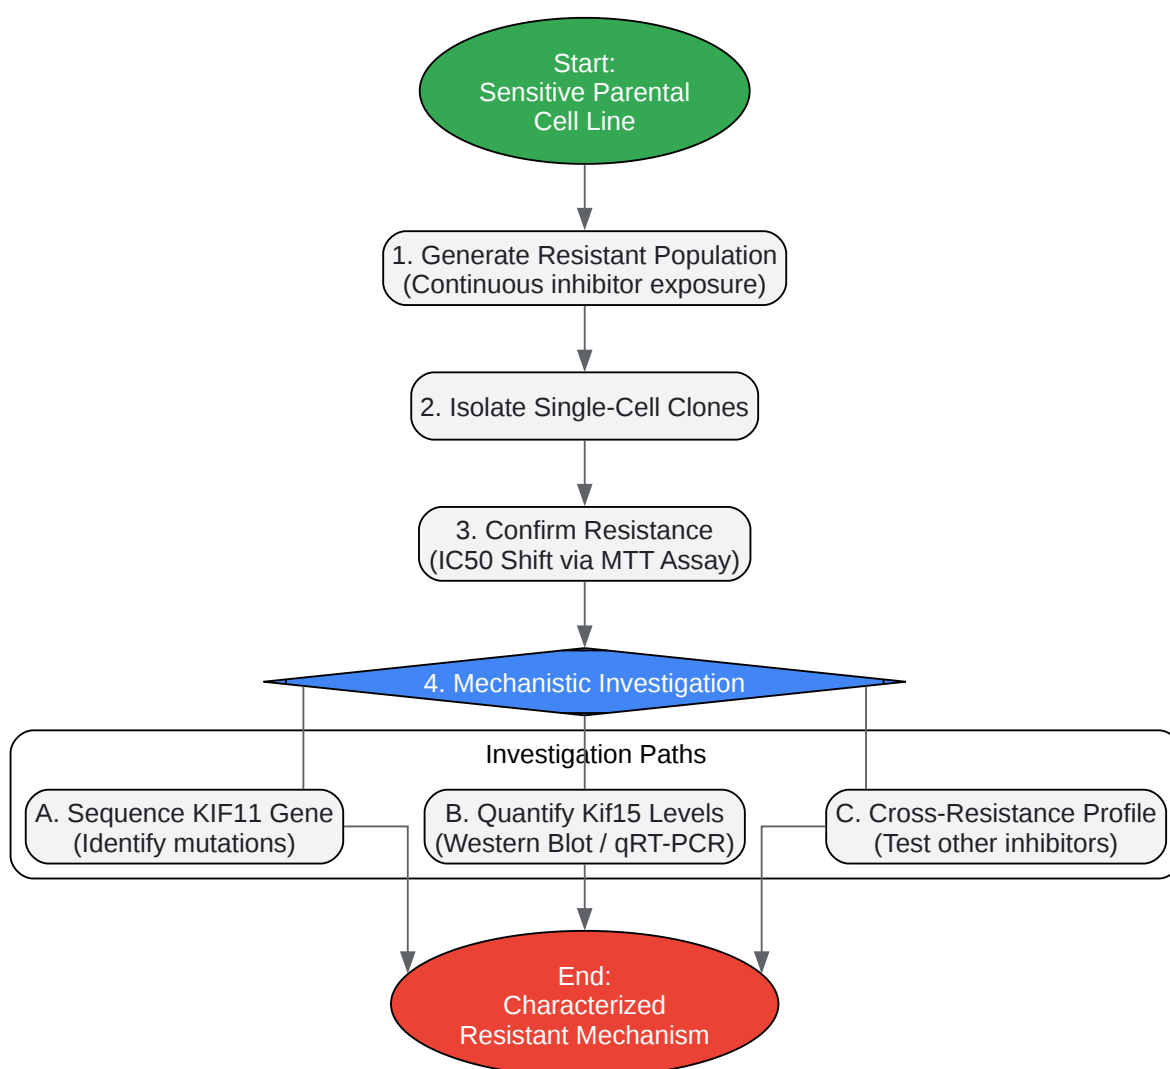 Start:
Sensitive Parental
Cell Line
1. Generate Resistant Population
(Continuous inhibitor exposure)
2. Isolate Single-Cell Clones
3. Confirm Resistance
(IC50 Shift via MTT Assay)
4. Mechanistic Investigation
Investigation Paths
A. Sequence KIF11 Gene
(Identify mutations)
B. Quantify Kif15 Levels
(Western Blot / qRT-PCR)
C. Cross-Resistance Profile
(Test other inhibitors)
End:
Characterized
Resistant Mechanism